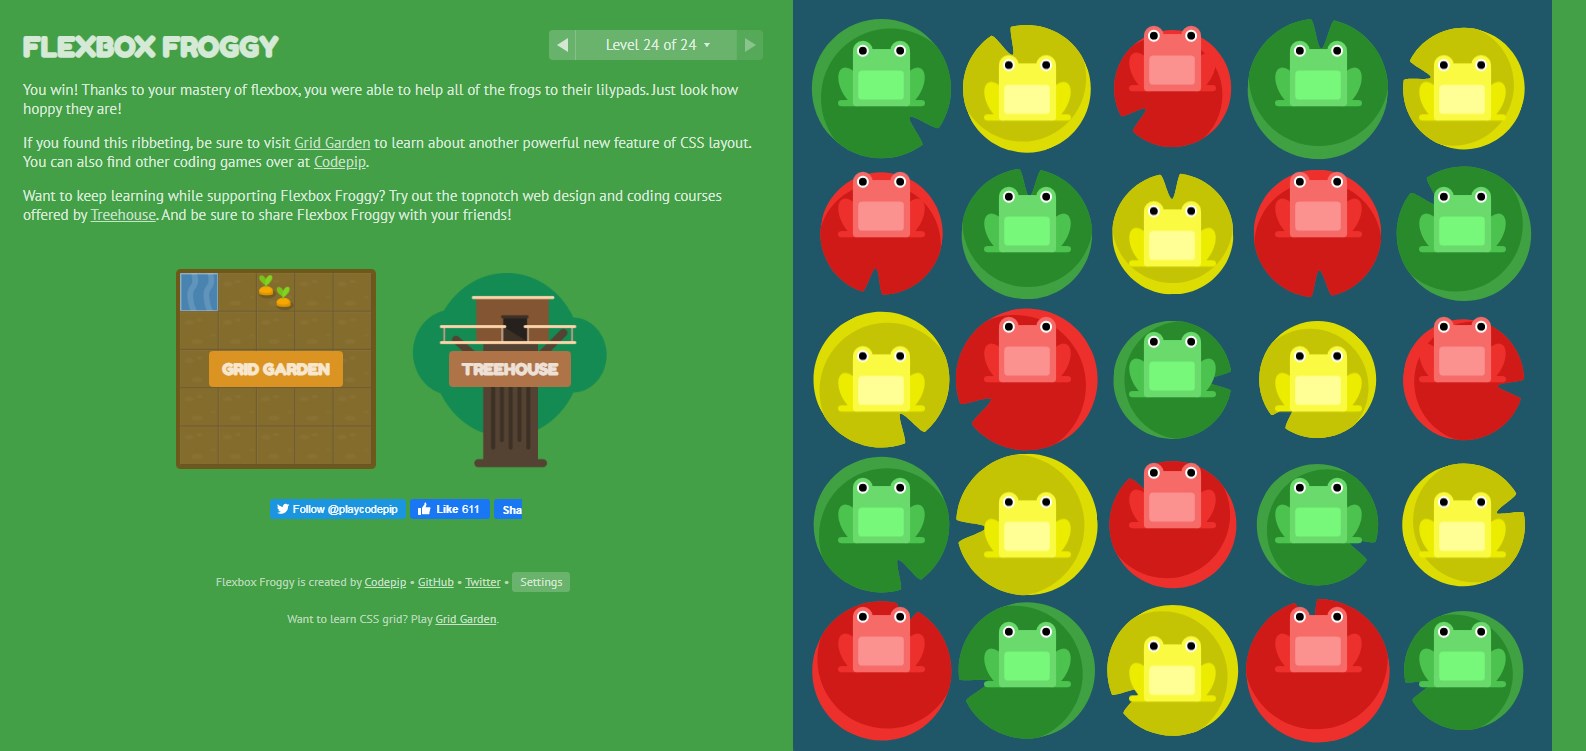 FLEXBOX FROGGY
Level 24 of 24
You win! Thanks to your mastery of flexbox, you were able to help all of the frogs to their lilypads. Just look how
hoppy they are!
If you found this ribbeting, be sure to visit Grid Garden to learn about another powerful new feature of CSS layout.
You can also find other coding games over at Codepip.
Want to keep learning while supporting Flexbox Froggy? Try out the topnotch web design and coding courses
offered by Treehouse. And be sure to share Flexbox Froggy with your friends!
GRID GARDEN
TREEHOUSE
Follow @playcodepip Like 611 Sha
Flexbox Froggy is created by Codepip • GitHub • Twitter • Settings
Want to learn CSS grid? Play Grid Garden.